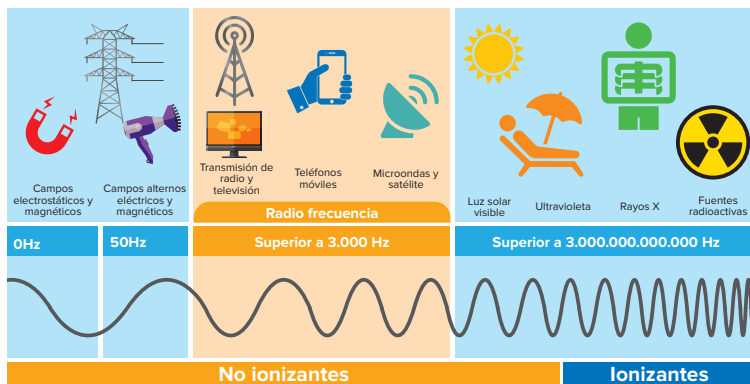 Campos
electrostáticos y
magnéticos
Campos alternos
eléctricos y
magnéticos
Transmisión de
radio y
televisión
Teléfonos
móviles
Microondas y
satélite
Radio frecuencia
Luz solar
visible
Ultravioleta
Rayos X
Fuentes
radioactivas
0Hz
50Hz
Superior a 3.000 Hz
Superior a 3.000.000.000.000 Hz
No ionizantes
Ionizantes